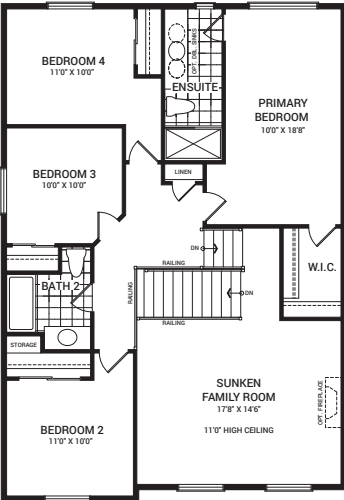 BEDROOM 4
11'0" X 10'0"
OPT. DBL. SINKS
ENSUITE
PRIMARY
BEDROOM
10'0" X 18'8"
BEDROOM 3
10'0" X 10'0"
LINEN
DN
RAILING
W.I.C.
BATH 2
RAILING
DN
RAILING
STORAGE
SUNKEN
FAMILY ROOM
17'8" X 14'6"
11'0" HIGH CEILING
OPT. FIREPLACE
BEDROOM 2
11'0" X 10'0"